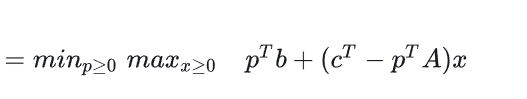 = min_{p≥0} max_{x≥0} p^T b + (c^T − p^T A)x